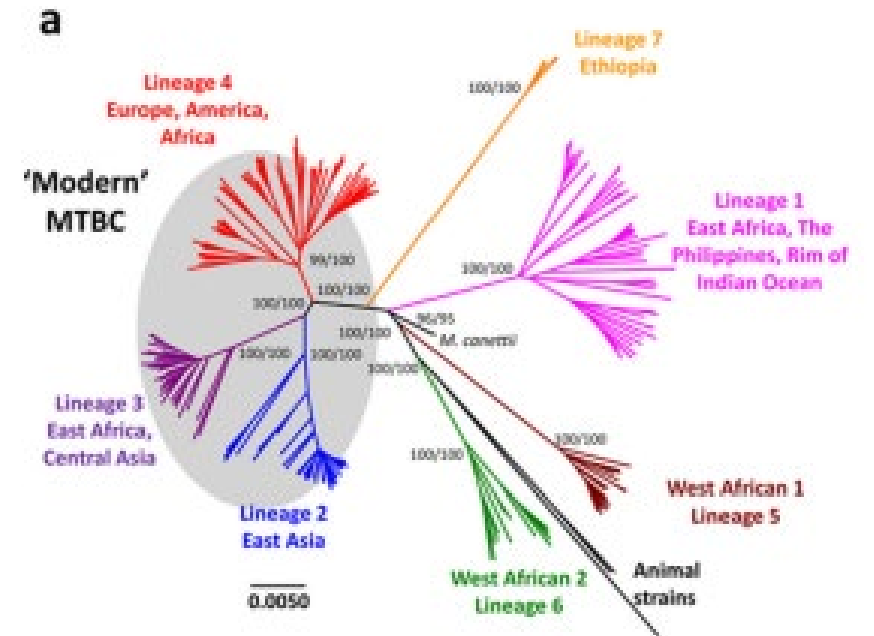 a
Lineage 7
Ethiopia
100/100
Lineage 4
Europe, America,
Africa
'Modern'
MTBC
Lineage 1
East Africa, The
Philippines, Rim of
Indian Ocean
99/100
100/100
100/100
100/100
96/95
M. canettii
100/100
100/100
100/100
100/100
Lineage 3
East Africa,
Central Asia
100/100
100/100
West African 1
Lineage 5
Lineage 2
East Asia
West African 2
Lineage 6
Animal
strains
0.0050